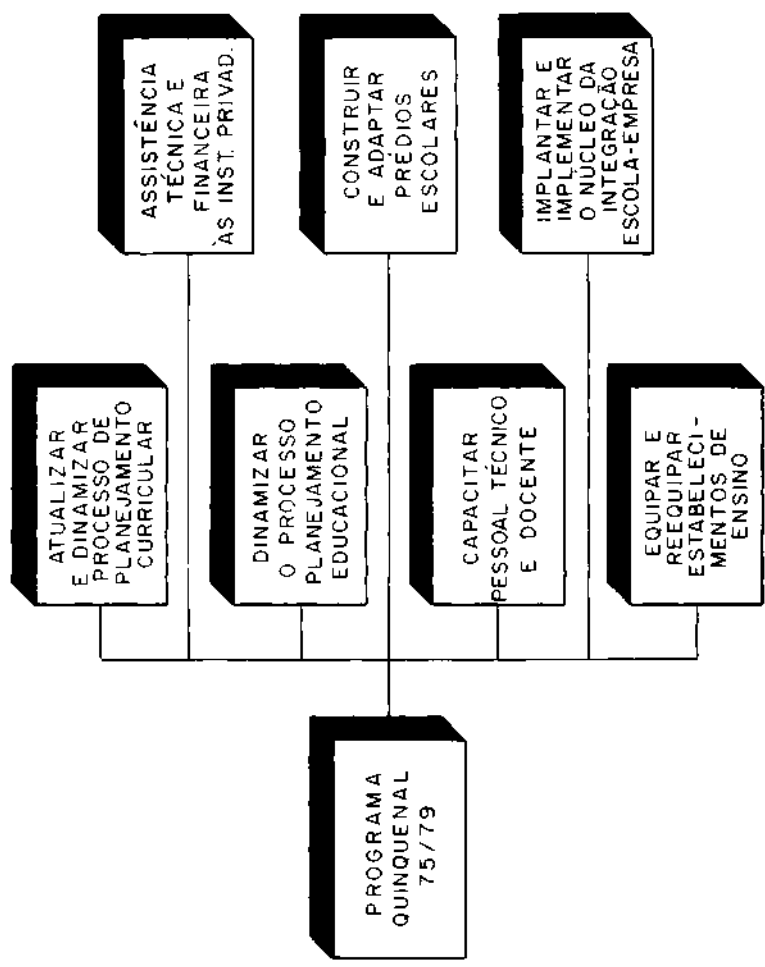 PROGRAMA
QUINQUENAL
75/79
ATUALIZAR
E DINAMIZAR
PROCESSO DE
PLANEJAMENTO
CURRICULAR
DINAMIZAR
O PROCESSO
PLANEJAMENTO
EDUCACIONAL
CAPACITAR
PESSOAL TÉCNICO
E DOCENTE
EQUIPAR E
REEQUIPAR
ESTABELECI-
MENTOS DE
ENSINO
ASSISTÊNCIA
TÉCNICA E
FINANCEIRA
ÀS INST. PRIVAD.
CONSTRUIR
E ADAPTAR
PRÉDIOS
ESCOLARES
IMPLANTAR E
IMPLEMENTAR
O NÚCLEO DA
INTEGRAÇÃO
ESCOLA-EMPRESA